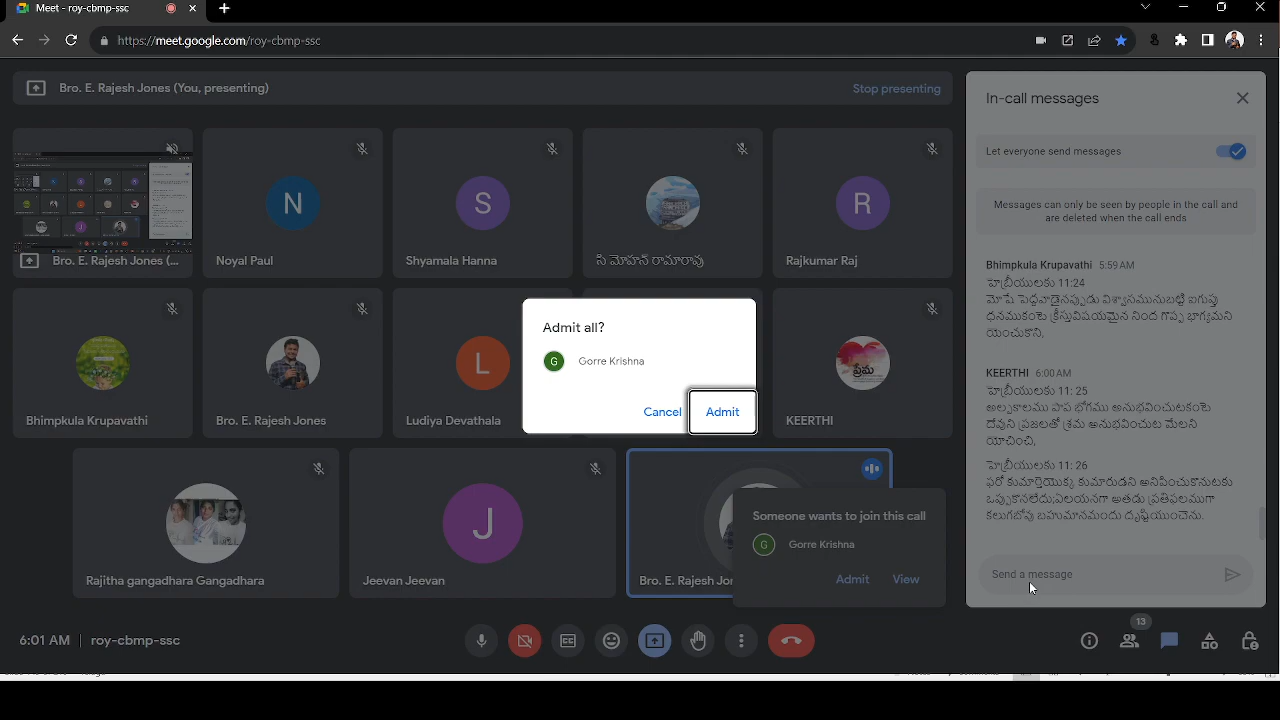 Meet - roy-cbmp-ssc
https://meet.google.com/roy-cbmp-ssc
Bro. E. Rajesh Jones (You, presenting)
Stop presenting
Bro. E. Rajesh Jones (...
Noyal Paul
N
Shyamala Hanna
S
సి మోహన్ రామారావు
Rajkumar Raj
R
Bhimpkula Krupavathi
Bro. E. Rajesh Jones
Ludiya Devathala
L
KEERTHI
ప్రేమ
Admit all?
G
Gorre Krishna
Cancel
Admit
Rajitha gangadhara Gangadhara
Jeevan Jeevan
J
Bro. E. Rajesh Jor
Someone wants to join this call
G
Gorre Krishna
Admit
View
In-call messages
Let everyone send messages
Messages can only be seen by people in the call and
are deleted when the call ends
Bhimpkula Krupavathi 5:59 AM
హెబ్రీయులకు 11:24
మోషే పెద్దవాడైనప్పుడు విశ్వాసమునుబట్టి ఐగుప్తు
ధనముకంటె క్రీస్తువిషయమైన నింద గొప్ప భాగ్యమని
యెంచుకొని,
KEERTHI 6:00 AM
హెబ్రీయులకు 11: 25
అల్పకాలము పాప భోగము అనుభవించుటకంటె
దేవుని ప్రజలతో శ్రమ అనుభవించుట మేలని
యోచించి,
హెబ్రీయులకు 11: 26
ఫరో కుమార్తెయొక్క కుమారుడని అనిపించుకొనుటకు
ఒప్పుకొనలేదు;ఏలయనగా అతడు ప్రతిఫలముగా
కలుగబోవు బహుమానమందు దృష్టియుంచెను.
Send a message
6:01 AM
roy-cbmp-ssc
13